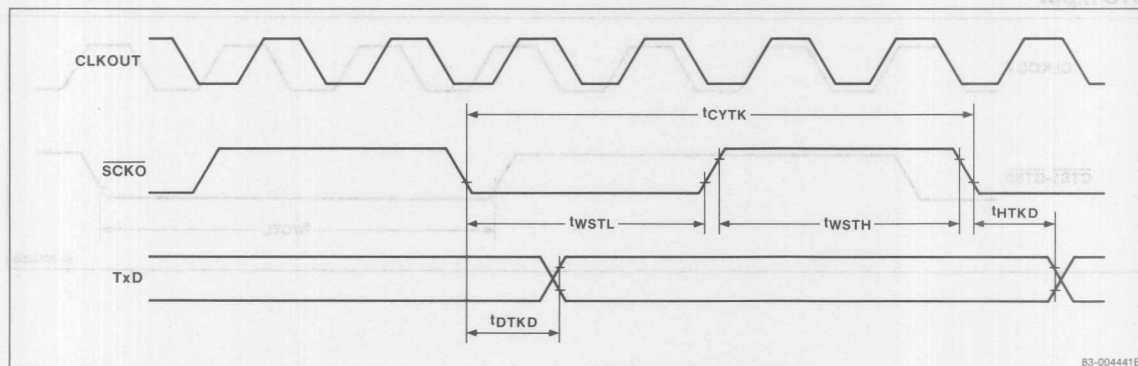 CLKOUT
tCYTK
SCKO
tHTKD
tWSTL
tWSTH
TxD
tDTKD
83-004441B